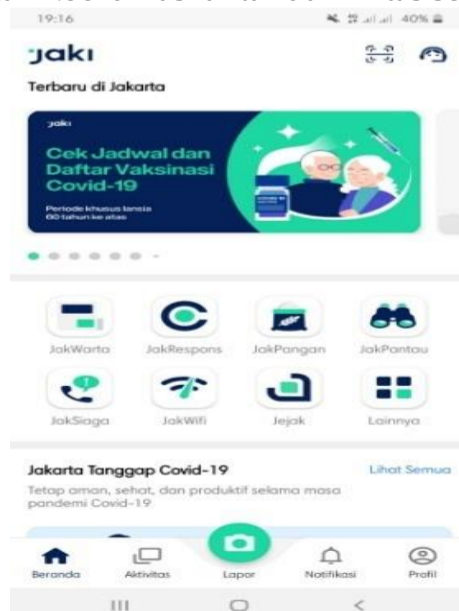 19:16 40%
JAKI
Terbaru di Jakarta
JAKI
Cek Jadwal dan
Daftar Vaksinasi
Covid-19
Periode khusus lansia
60 tahun ke atas
JakWarta JakRespons JakPangan JakPantau
JakSiaga JakWifi Jejak Lainnya
Jakarta Tanggap Covid-19 Lihat Semua
Tetap aman, sehat, dan produktif selama masa
pandemi Covid-19
Beranda Aktivitas Lapor Notifikasi Profil